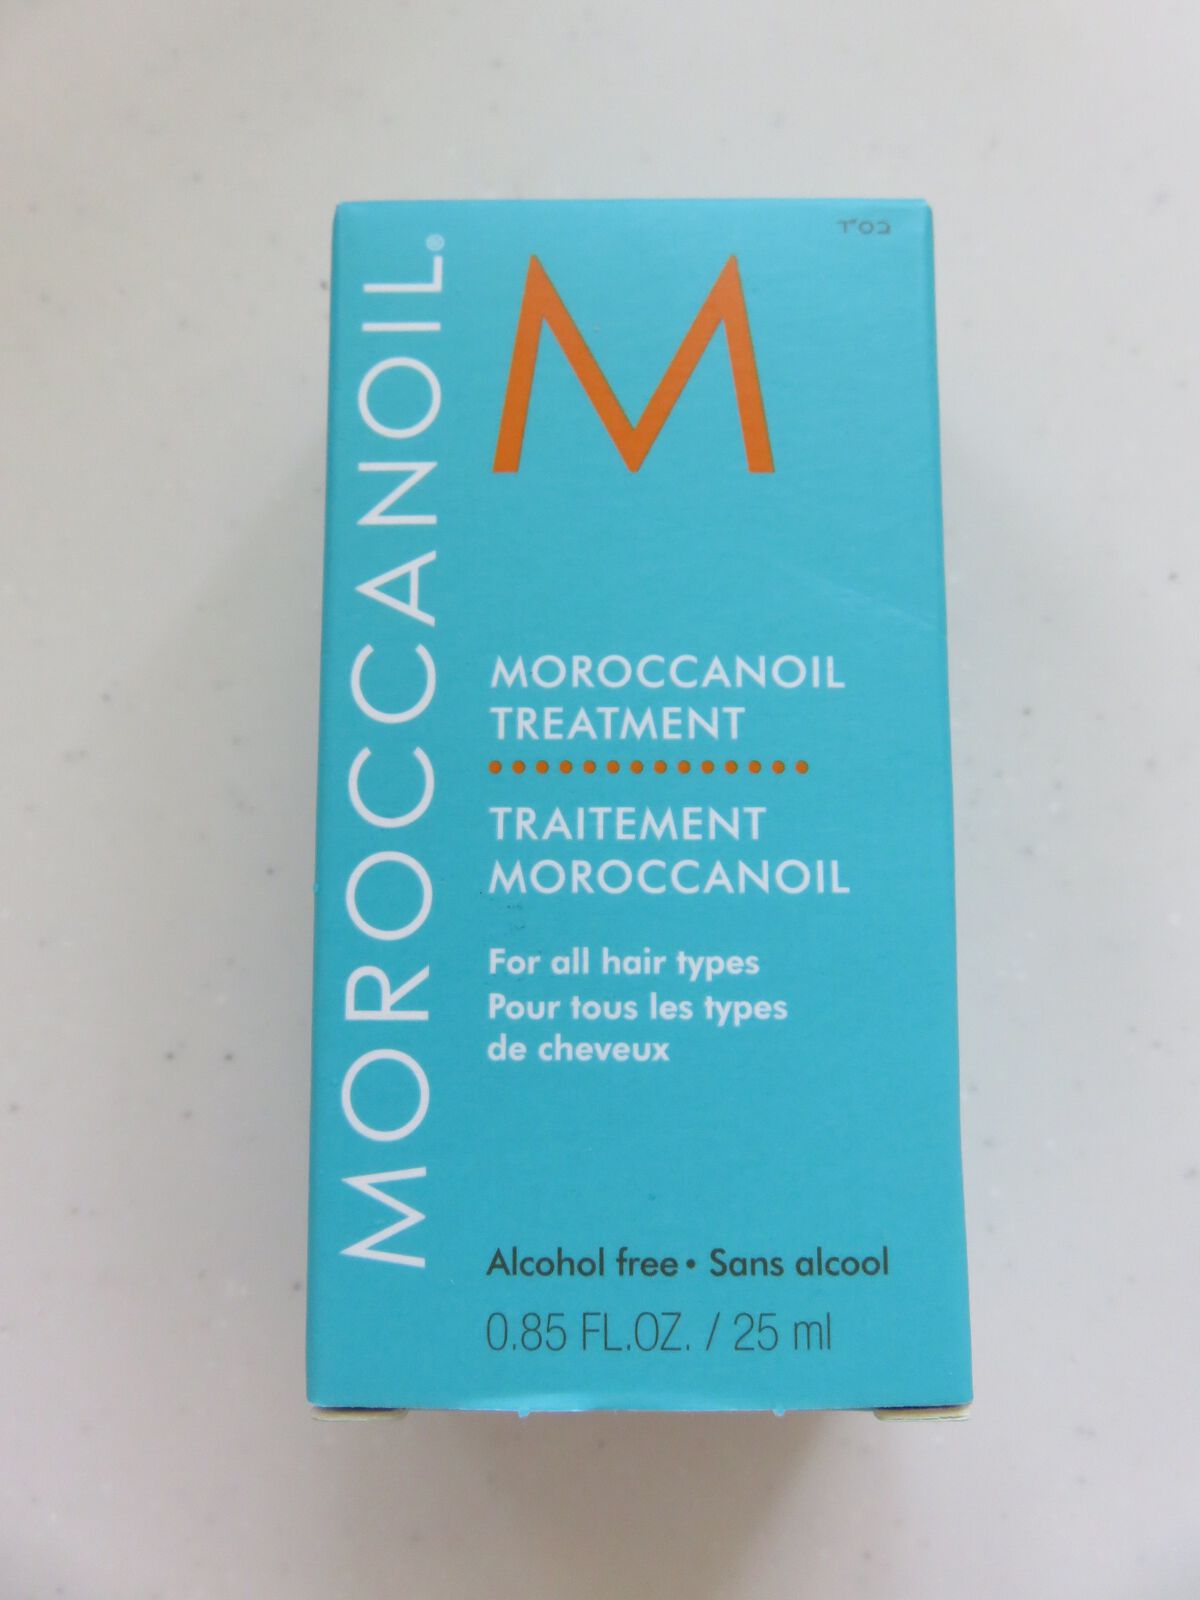 בס"ד
MOROCCANOIL®
M
MOROCCANOIL
TREATMENT
TRAITEMENT
MOROCCANOIL
For all hair types
Pour tous les types
de cheveux
Alcohol free • Sans alcool
0.85 FL.OZ. / 25 ml